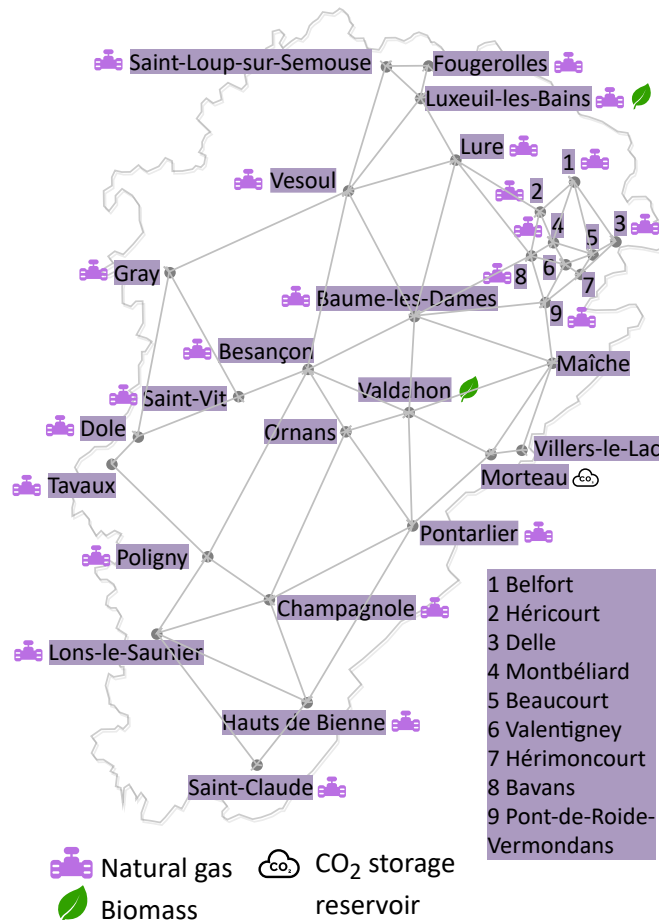 Saint-Loup-sur-Semouse
Fougerolles
Luxeuil-les-Bains
Lure
1
Vesoul
2
4
3
5
Gray
8
6
7
Baume-les-Dames
9
Besançon
Maîche
Valdahon
Saint-Vit
Dole
Ornans
Villers-le-Lac
Morteau
CO2
Tavaux
Pontarlier
Poligny
Champagnole
Lons-le-Saunier
Hauts de Bienne
Saint-Claude
1 Belfort
2 Héricourt
3 Delle
4 Montbéliard
5 Beaucourt
6 Valentigney
7 Hérimoncourt
8 Bavans
9 Pont-de-Roide-
Vermondans
Natural gas
CO₂ CO₂ storage
reservoir
Biomass